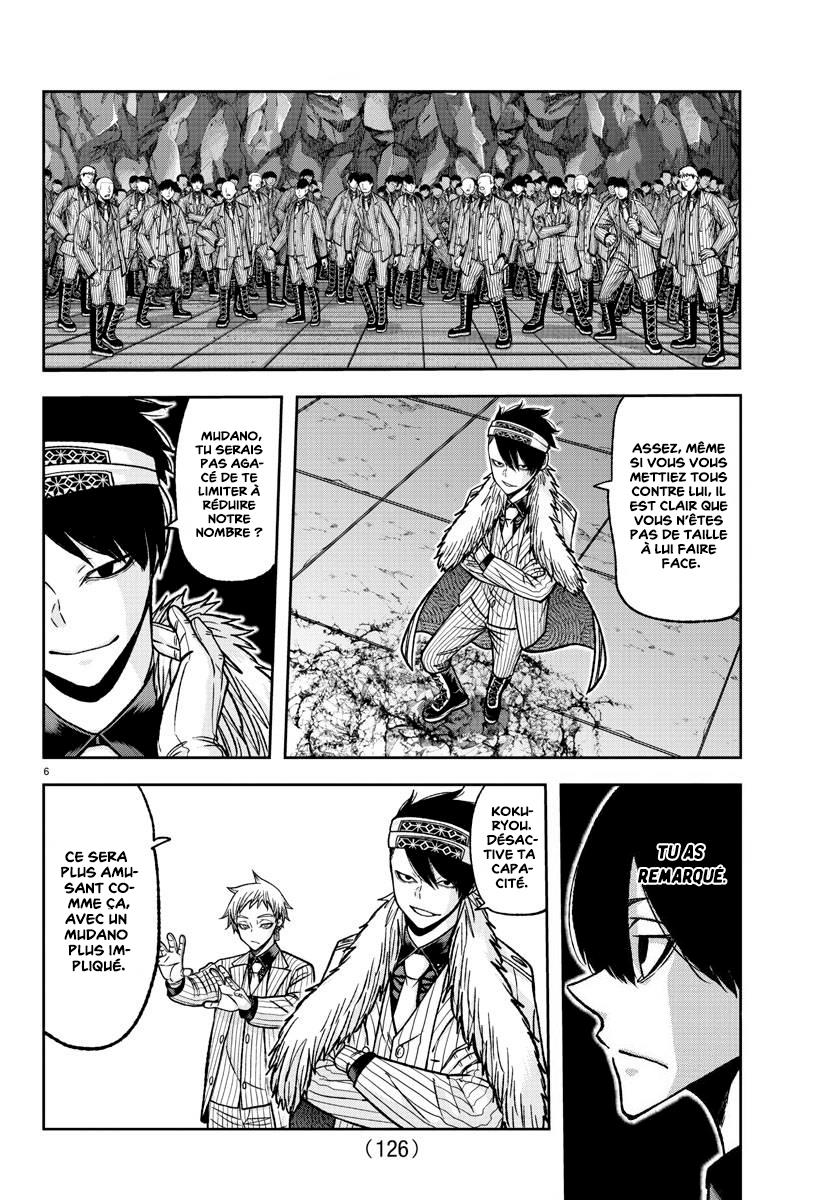 ASSEZ, MÊME
SI VOUS VOUS
METTIEZ TOUS
CONTRE LUI, IL
EST CLAIR QUE
VOUS N'ÊTES
PAS DE TAILLE
À LUI FAIRE
FACE.
MUDANO,
TU SERAIS
PAS AGA-
CÉ DE TE
LIMITER À
RÉDUIRE
NOTRE
NOMBRE ?
6
TU AS
REMARQUÉ.
KOKU-
RYOU.
DÉSAC-
TIVE TA
CAPA-
CITÉ.
CE SERA
PLUS AMU-
SANT COM-
ME ÇA,
AVEC UN
MUDANO
PLUS IM-
PLIQUÉ.
(126)